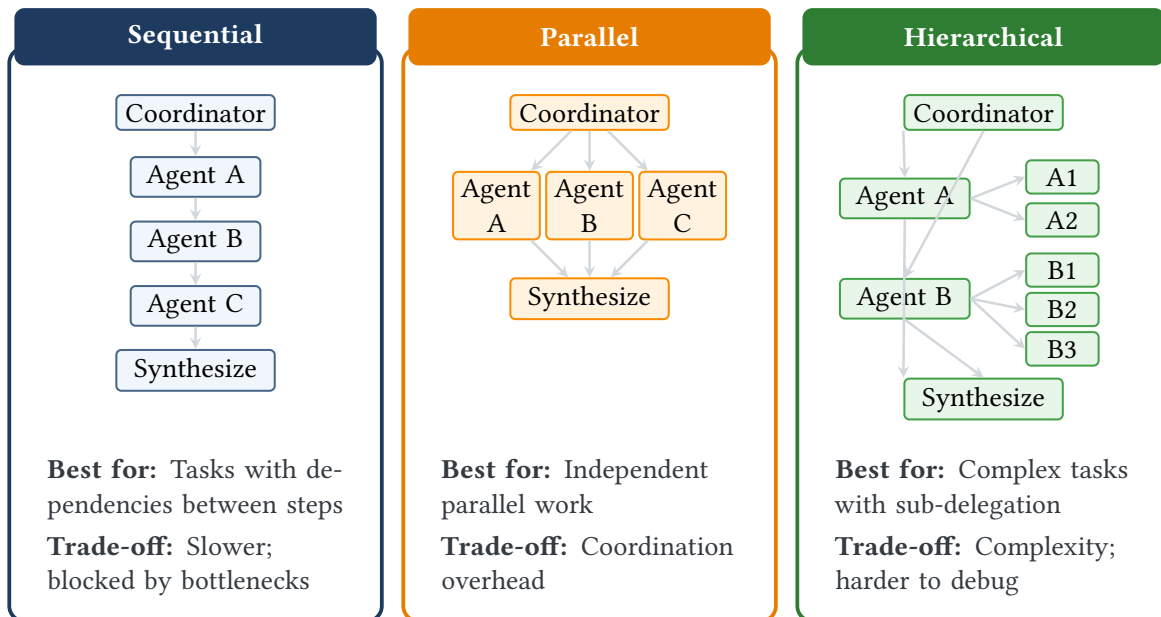 Sequential
Coordinator
Agent A
Agent B
Agent C
Synthesize
Best for: Tasks with de-
pendencies between steps
Trade-off: Slower;
blocked by bottlenecks
Parallel
Coordinator
Agent
A
Agent
B
Agent
C
Synthesize
Best for: Independent
parallel work
Trade-off: Coordination
overhead
Hierarchical
Coordinator
Agent A
A1
A2
Agent B
B1
B2
B3
Synthesize
Best for: Complex tasks
with sub-delegation
Trade-off: Complexity;
harder to debug